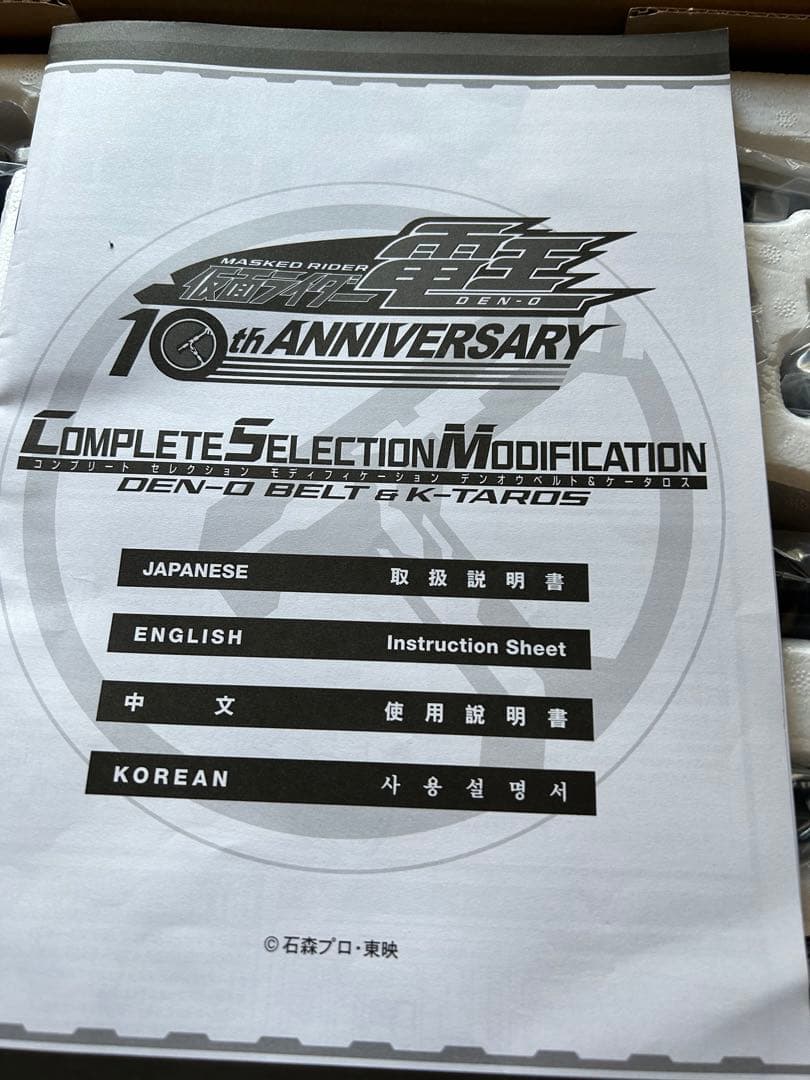 MASKED RIDER
仮面ライダー電王
DEN-O
10th ANNIVERSARY
COMPLETE SELECTION MODIFICATION
コンプリート セレクション モディフィケーション デンオウベルト&ケータロス
DEN-O BELT & K-TAROS
JAPANESE 取扱説明書
ENGLISH Instruction Sheet
中文 使用說明書
KOREAN 사용설명서
©石森プロ・東映